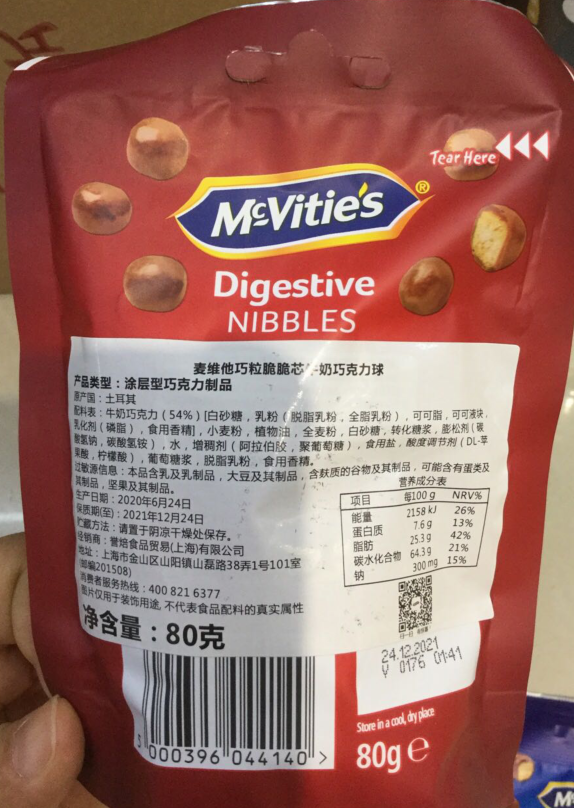 Tear Here
McVitie's®
Digestive
NIBBLES
麦维他巧粒脆脆芯牛奶巧克力球
产品类型：涂层型巧克力制品
原产国：土耳其
配料表：牛奶巧克力（54%）[白砂糖，乳粉（脱脂乳粉，全脂乳粉），可可脂，可可液块，
乳化剂（磷脂），食用香精]，小麦粉，植物油，全麦粉，白砂糖，转化糖浆，膨松剂（碳
酸氢钠，碳酸氢铵），水，增稠剂（阿拉伯胶，聚葡萄糖），食用盐，酸度调节剂（DL-苹
果酸，柠檬酸），葡萄糖浆，脱脂乳粉，食用香精。
过敏源信息：本品含乳及乳制品，大豆及其制品，含麸质的谷物及其制品，可能含有蛋类及
其制品，坚果及其制品。
生产日期：2020年6月24日
保质期(至)：2021年12月24日
贮藏方法：请置于阴凉干燥处保存。
经销商：誉培食品贸易(上海)有限公司
地址：上海市金山区山阳镇山磊路38弄1号101室
(邮编201508)
消费者服务热线：400 821 6377
图片仅用于装饰用途，不代表食品配料的真实属性
净含量：80克
营养成分表
项目 每100 g NRV%
能量 2158 kJ 26%
蛋白质 7.6 g 13%
脂肪 25.3 g 42%
碳水化合物 64.3 g 21%
钠 300 mg 15%
24.12.2021
V 0176 01:41
5 000396 044140 >
Store in a cool, dry place
80g e